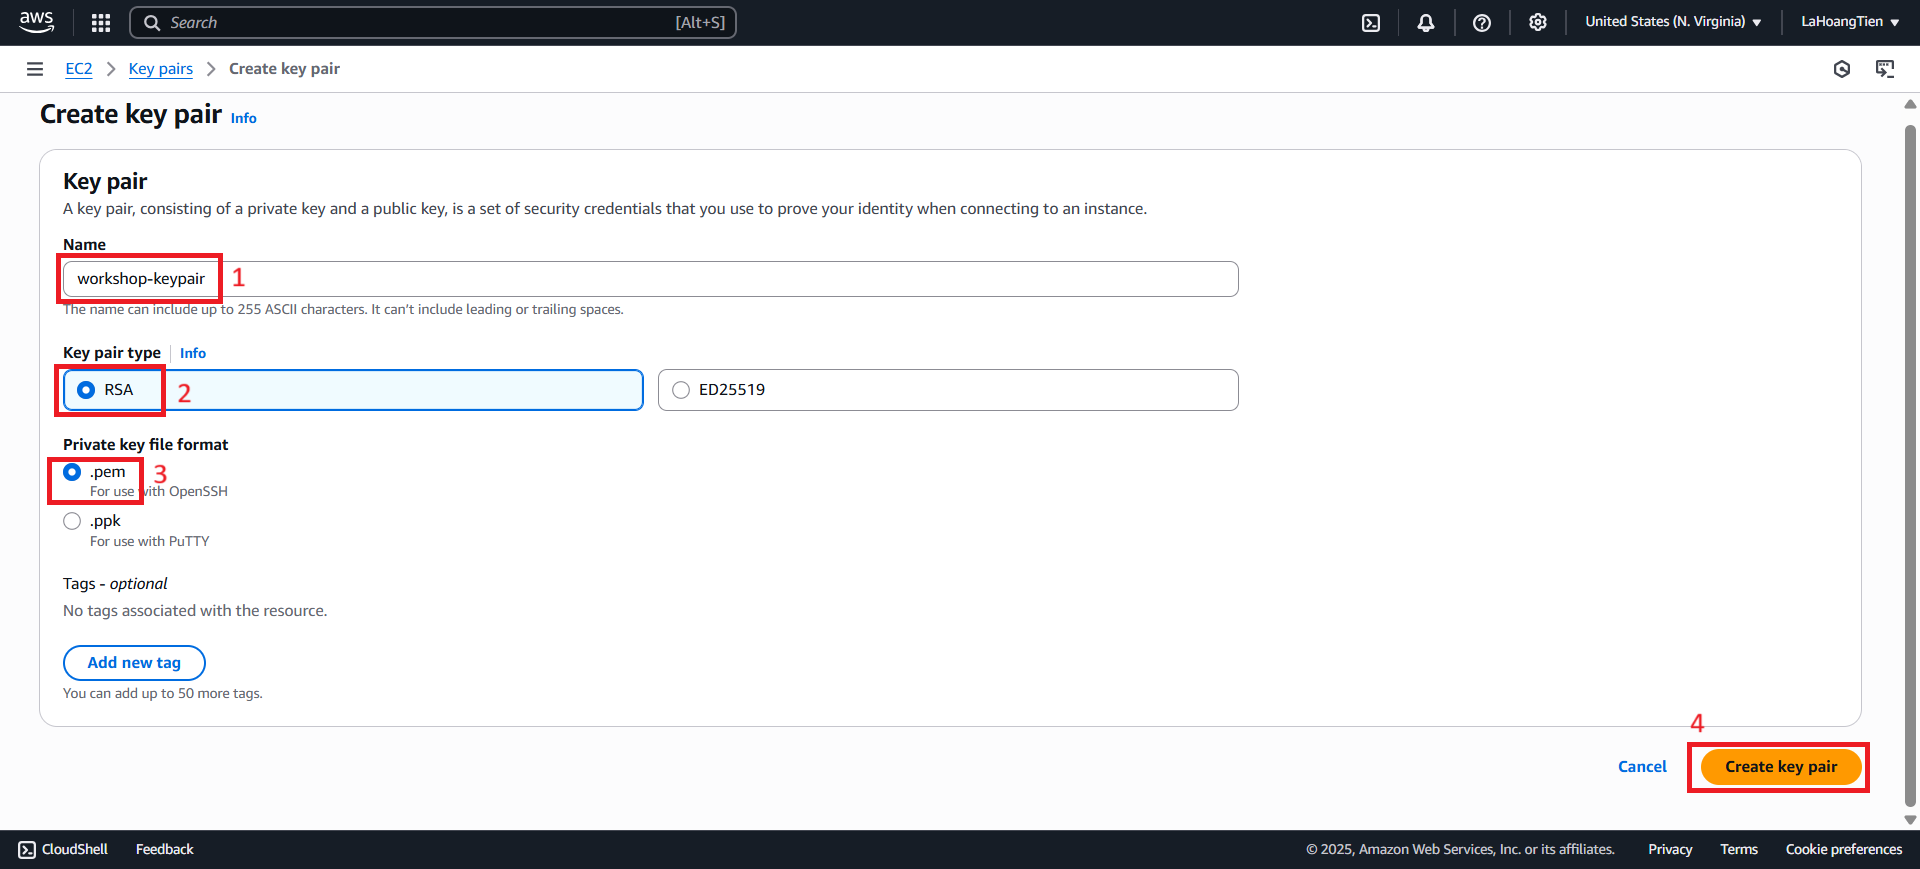 aws Search [Alt+S] United States (N. Virginia) LaHoangTien
EC2 Key pairs Create key pair
Create key pair Info
Key pair
A key pair, consisting of a private key and a public key, is a set of security credentials that you use to prove your identity when connecting to an instance.
Name
workshop-keypair 1
The name can include up to 255 ASCII characters. It can't include leading or trailing spaces.
Key pair type Info
RSA 2 ED25519
Private key file format
.pem 3
For use with OpenSSH
.ppk
For use with PuTTY
Tags - optional
No tags associated with the resource.
Add new tag
You can add up to 50 more tags.
4
Cancel Create key pair
CloudShell Feedback © 2025, Amazon Web Services, Inc. or its affiliates. Privacy Terms Cookie preferences